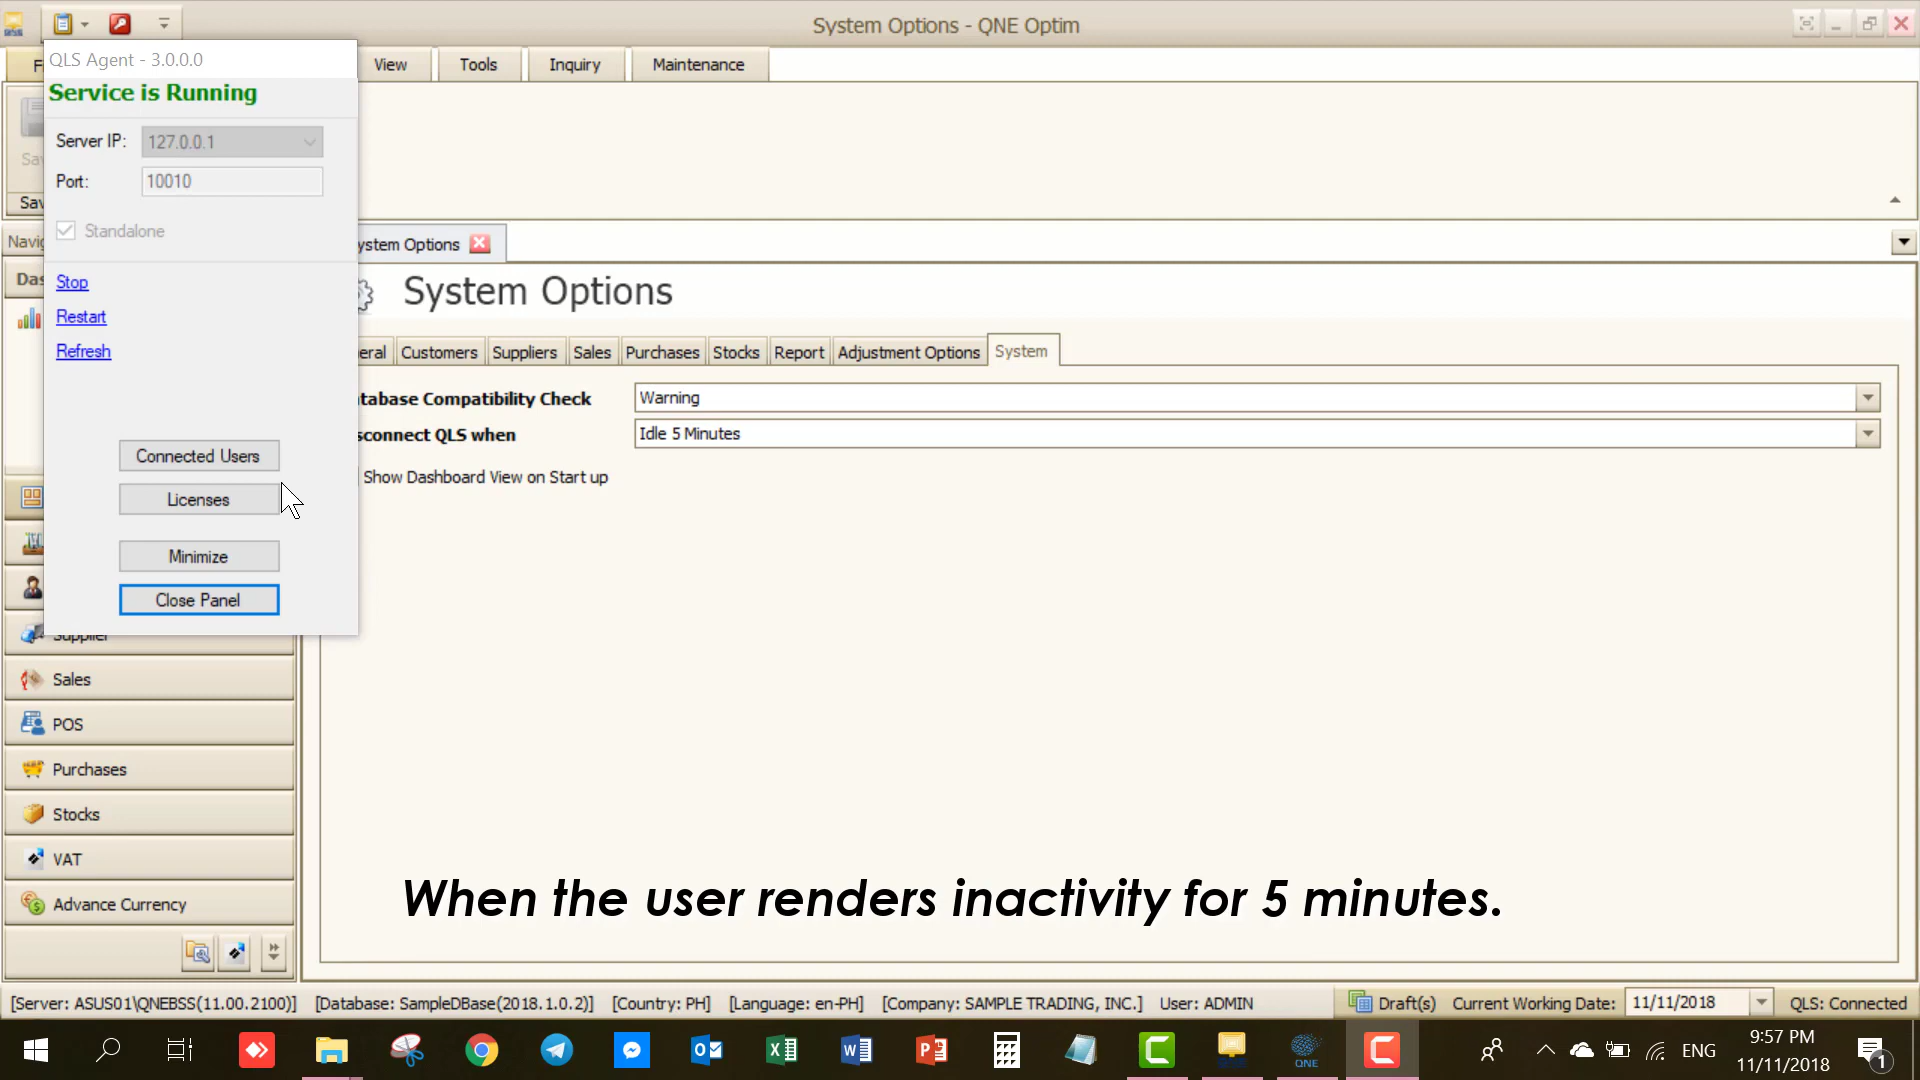 System Options - QNE Optim
QLS Agent - 3.0.0.0
View
Tools
Inquiry
Maintenance
Service is Running
Server IP:
127.0.0.1
Port:
10010
Sav
Standalone
Navig
ystem Options
Das
Stop
System Options
Restart
Refresh
eral
Customers
Suppliers
Sales
Purchases
Stocks
Report
Adjustment Options
System
tabase Compatibility Check
Warning
sconnect QLS when
Idle 5 Minutes
Connected Users
Show Dashboard View on Start up
Licenses
Minimize
Close Panel
Supplier
Sales
POS
Purchases
Stocks
VAT
Advance Currency
When the user renders inactivity for 5 minutes.
[Server: ASUS01\QNEBSS(11.00.2100)] [Database: SampleDBase(2018.1.0.2)] [Country: PH] [Language: en-PH] [Company: SAMPLE TRADING, INC.] User: ADMIN
Draft(s)
Current Working Date:
11/11/2018
QLS: Connected
QNE
ENG
9:57 PM
11/11/2018
1